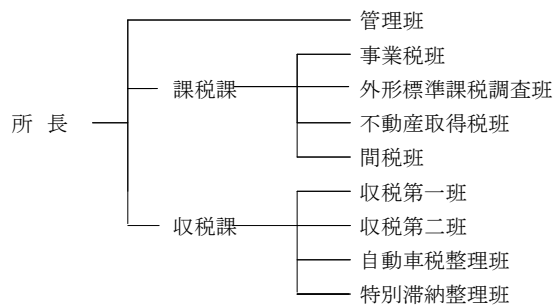 管理班
事業税班
課税課
外形標準課税調査班
所長
不動産取得税班
間税班
収税第一班
収税課
収税第二班
自動車税整理班
特別滞納整理班